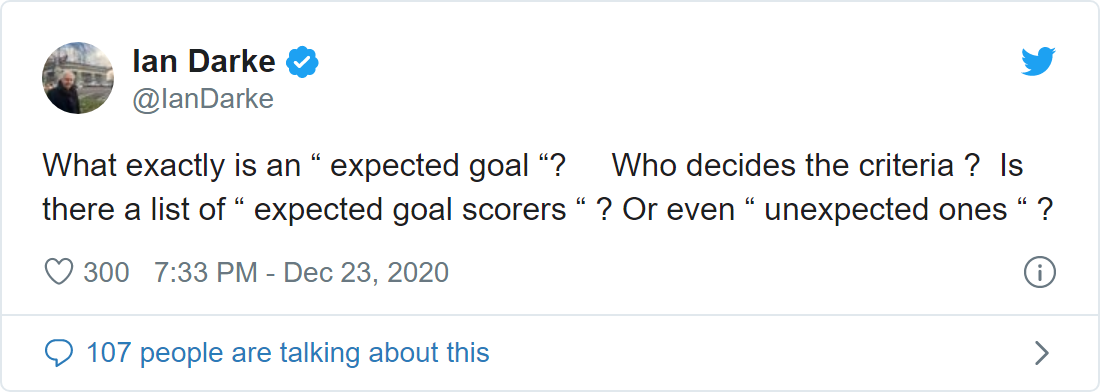 Ian Darke
@IanDarke
What exactly is an “ expected goal “?     Who decides the criteria ?  Is
there a list of “ expected goal scorers “ ? Or even “ unexpected ones “ ?
300   7:33 PM - Dec 23, 2020
107 people are talking about this